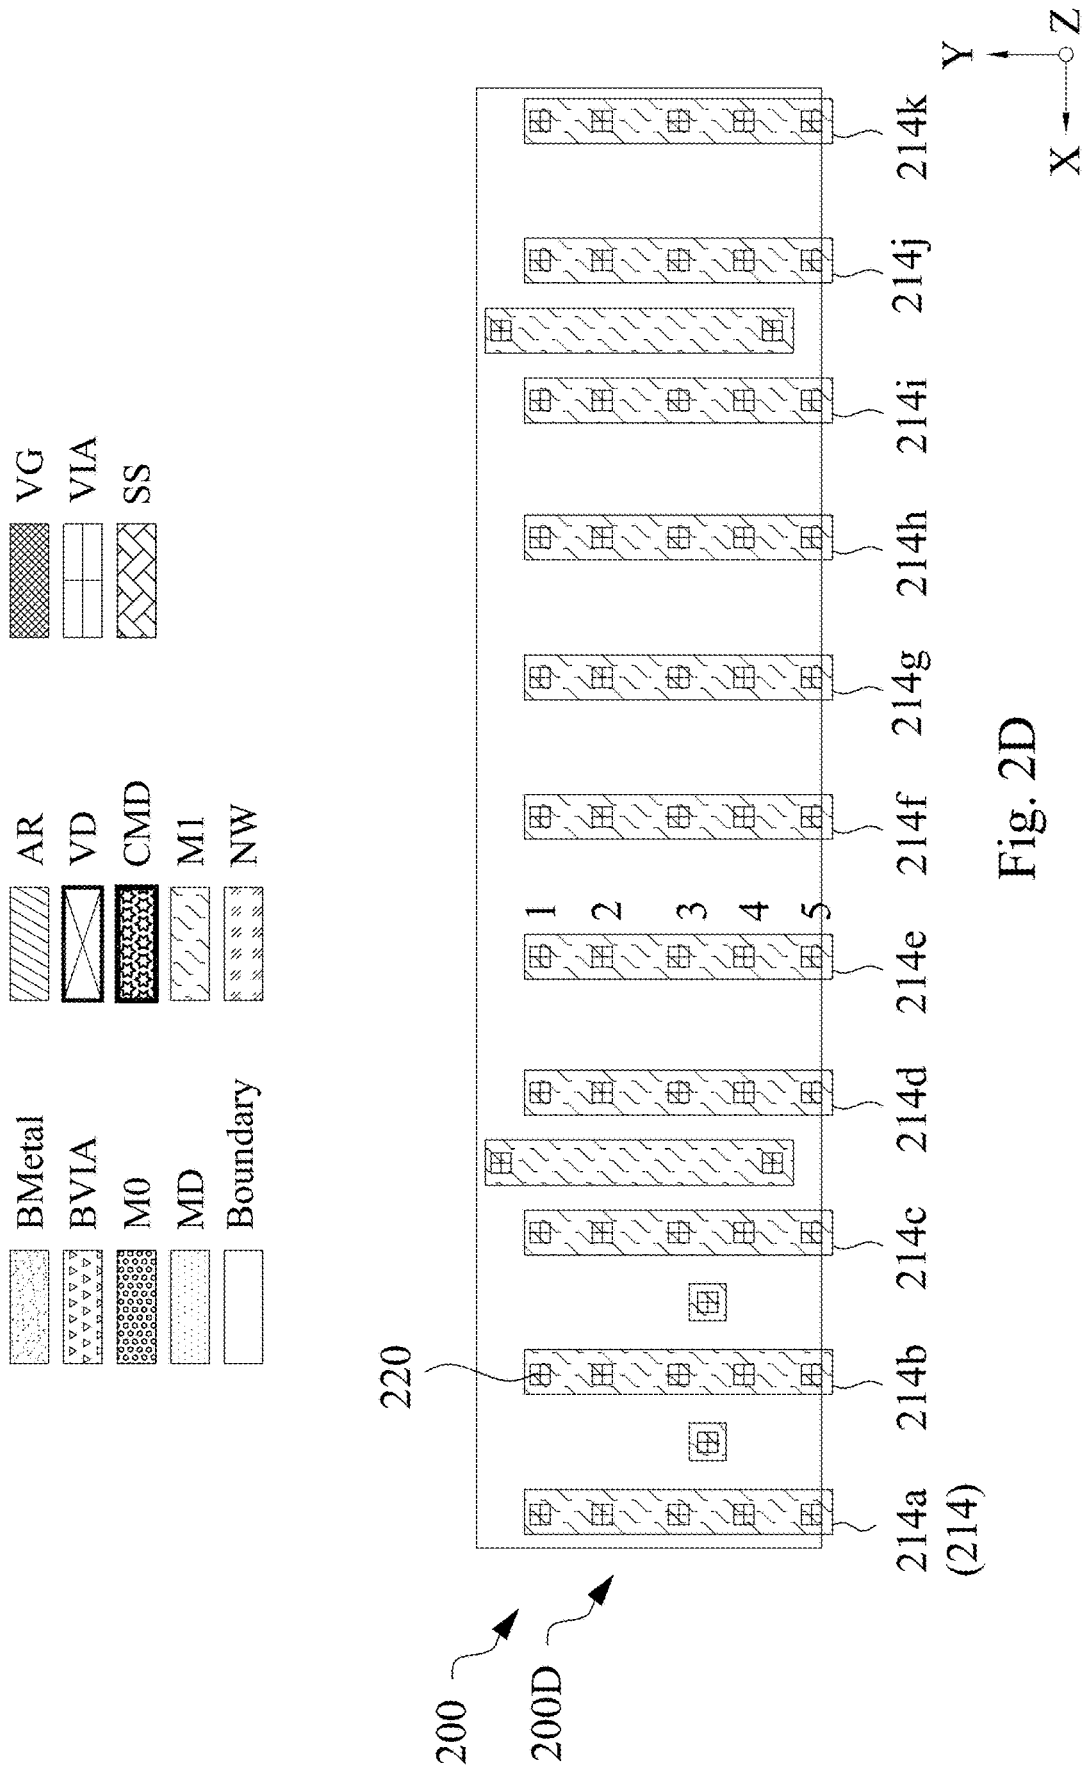 BMetal
BVIA
M0
MD
Boundary
AR
VD
CMD
M1
NW
VG
VIA
SS
200
200D
220
1
2
3
4
5
214a
(214)
214b
214c
214d
214e
214f
214g
214h
214i
214j
214k
Y
X
Z
Fig. 2D